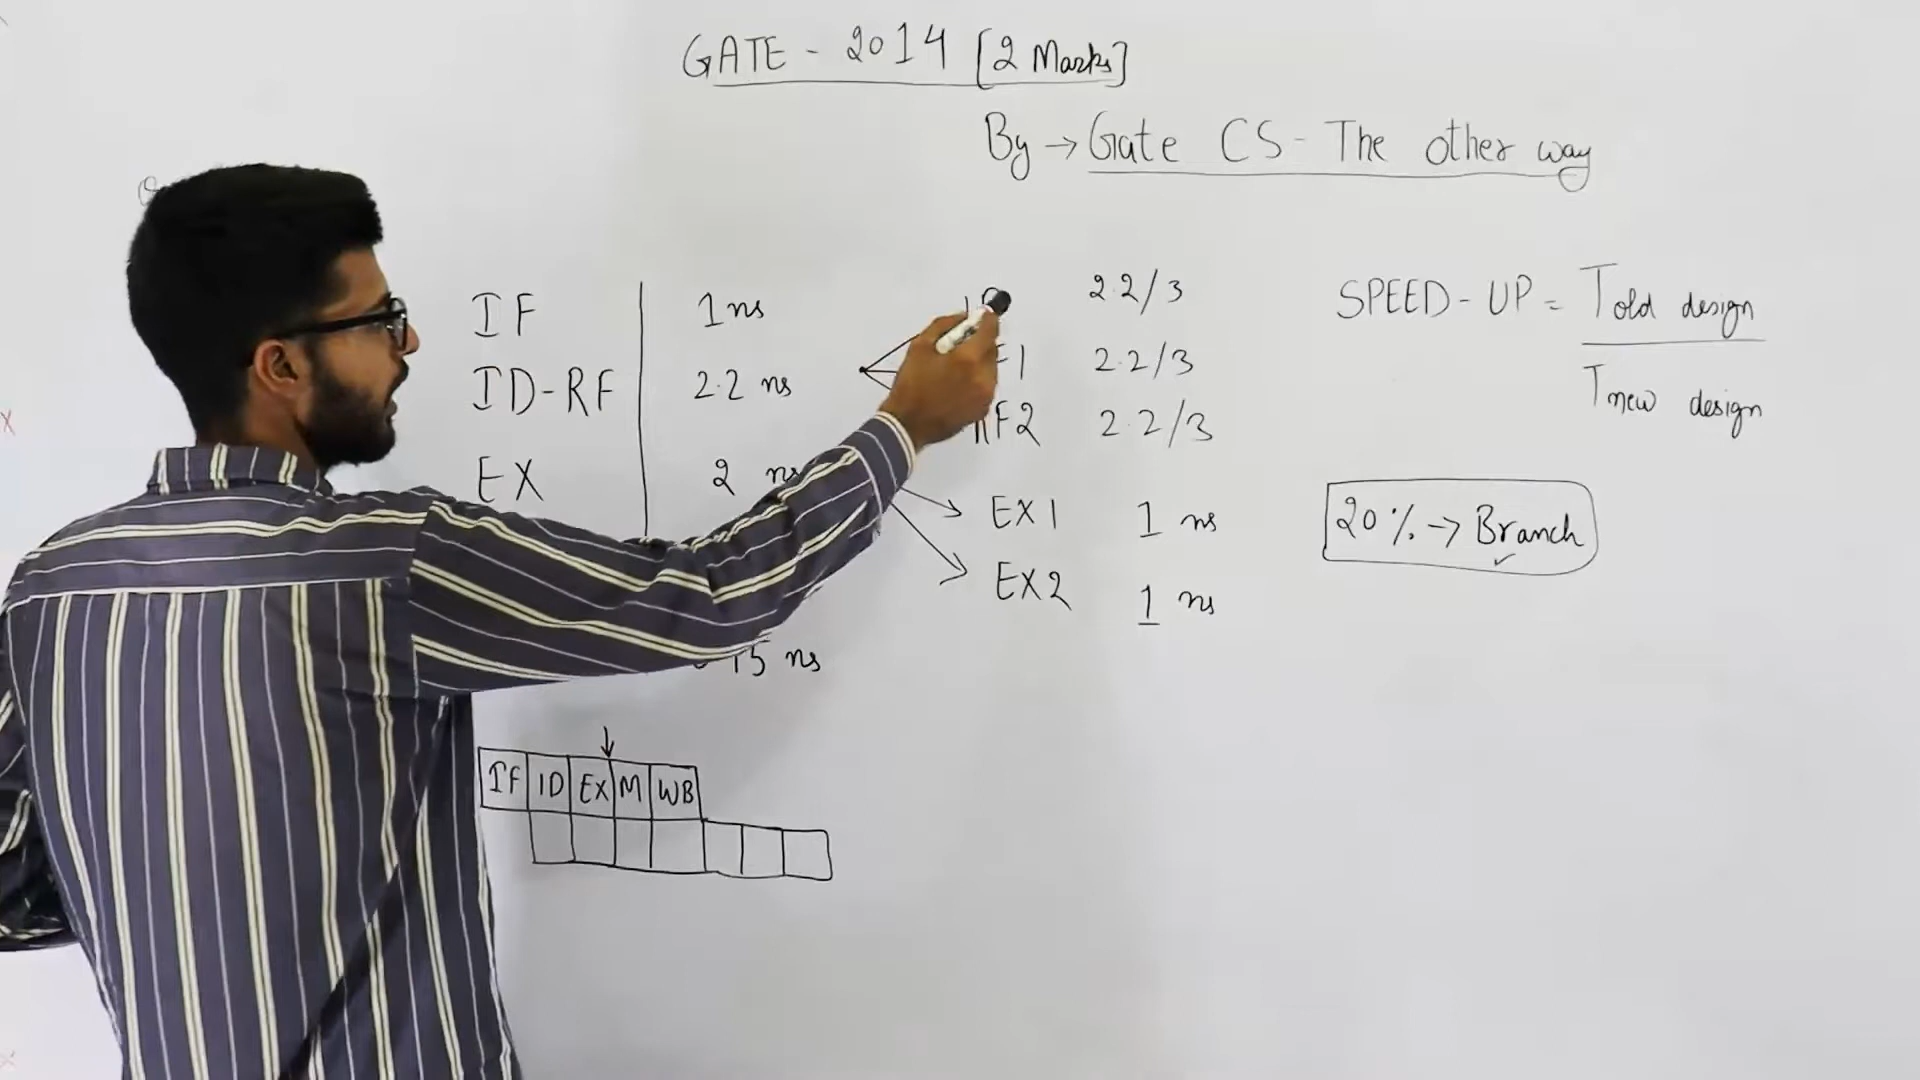 GATE - 2014 [2 Marks]
By → Gate CS - The other way
IF 1 ns
ID-RF 2.2 ns
EX 2 ns
15 ns
2.2/3
2.2/3
RF2 2.2/3
EX1 1 ns
EX2 1 ns
SPEED-UP = Told design
Tnew design
20% → Branch
IF ID EX M WB